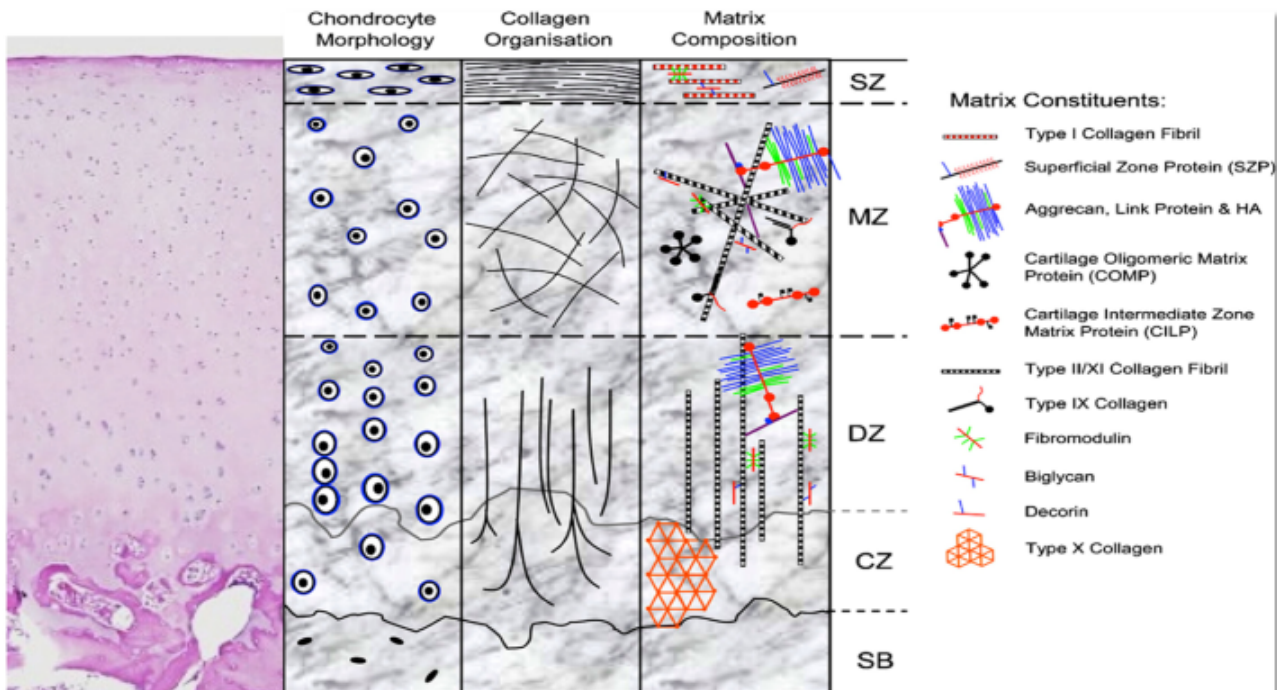 Chondrocyte
Morphology
Collagen
Organisation
Matrix
Composition
SZ
MZ
DZ
CZ
SB
Matrix Constituents:
Type I Collagen Fibril
Superficial Zone Protein (SZP)
Aggrecan, Link Protein & HA
Cartilage Oligomeric Matrix
Protein (COMP)
Cartilage Intermediate Zone
Matrix Protein (CILP)
Type II/XI Collagen Fibril
Type IX Collagen
Fibromodulin
Biglycan
Decorin
Type X Collagen